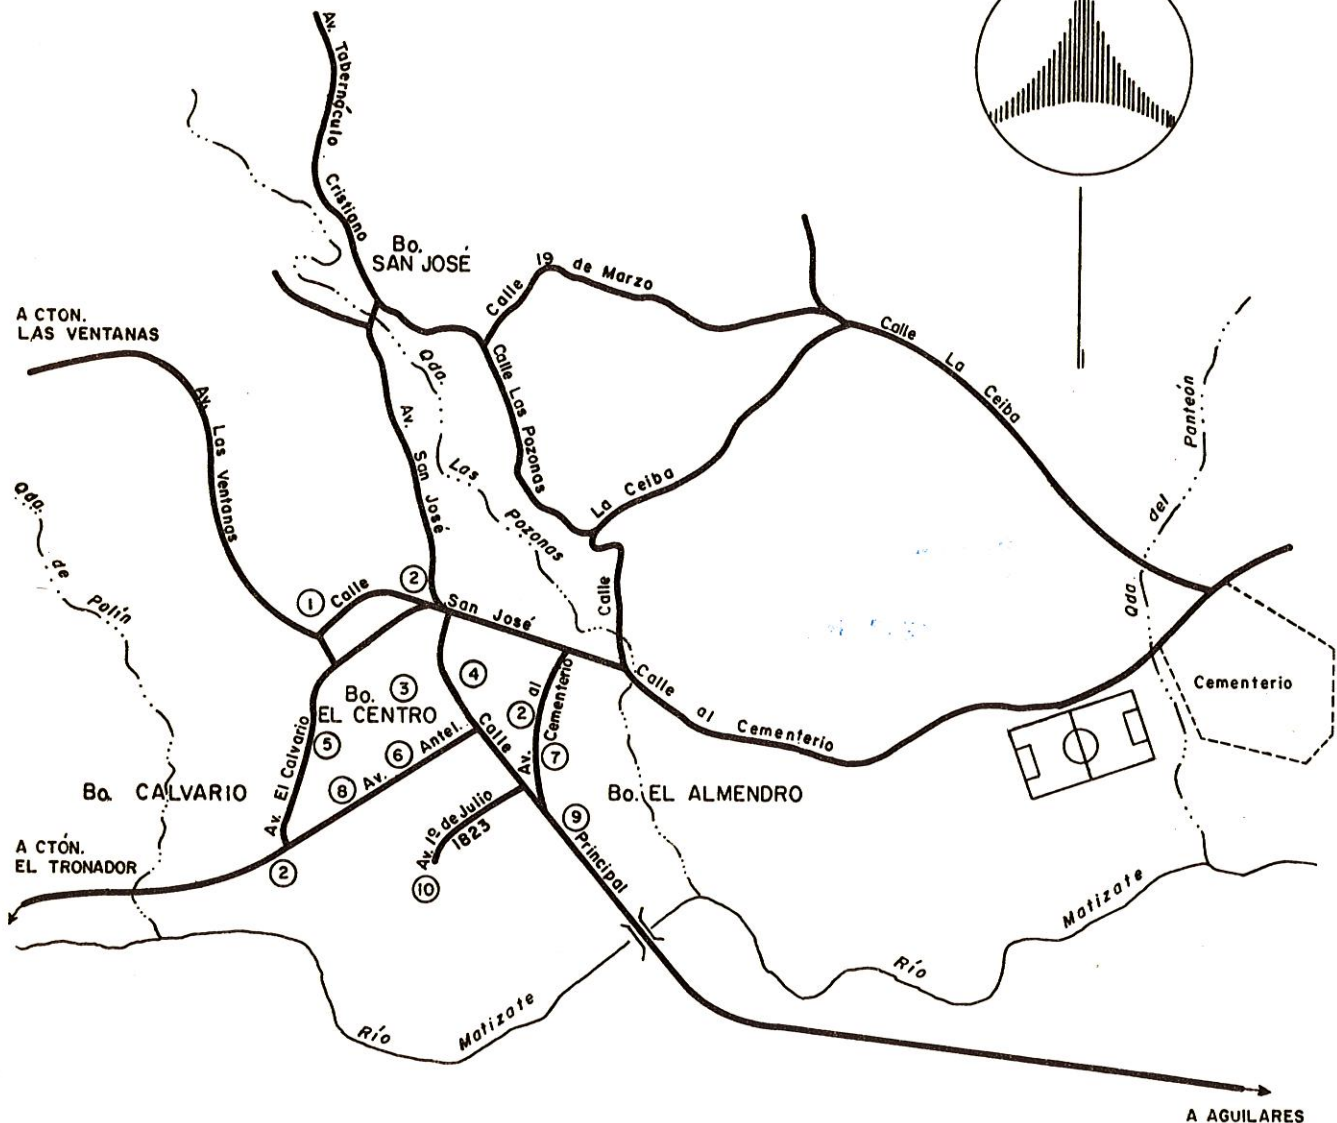 Av. Tabernáculo Cristiano
Bo.
SAN JOSÉ
Calle 19 de Marzo
A CTON.
LAS VENTANAS
Calle La Ceiba
Av. Las Ventanas
Qda. Las Pozonas
Calle Las Pozonas
Av. San José
La Ceiba
Qda. del Panteón
Qda. de Polín
Calle
1
Calle San José
2
Calle al Cementerio
Cementerio
Bo.
EL CENTRO
3
4
2
Av. al Cementerio
Calle Principal
5
6
Av. Antel.
7
8
Av. El Calvario
Bo. CALVARIO
Bo. EL ALMENDRO
Av. 1º de Julio
1823
9
A CTÓN.
EL TRONADOR
2
10
Río Matizate
Río Matizate
A AGUILARES